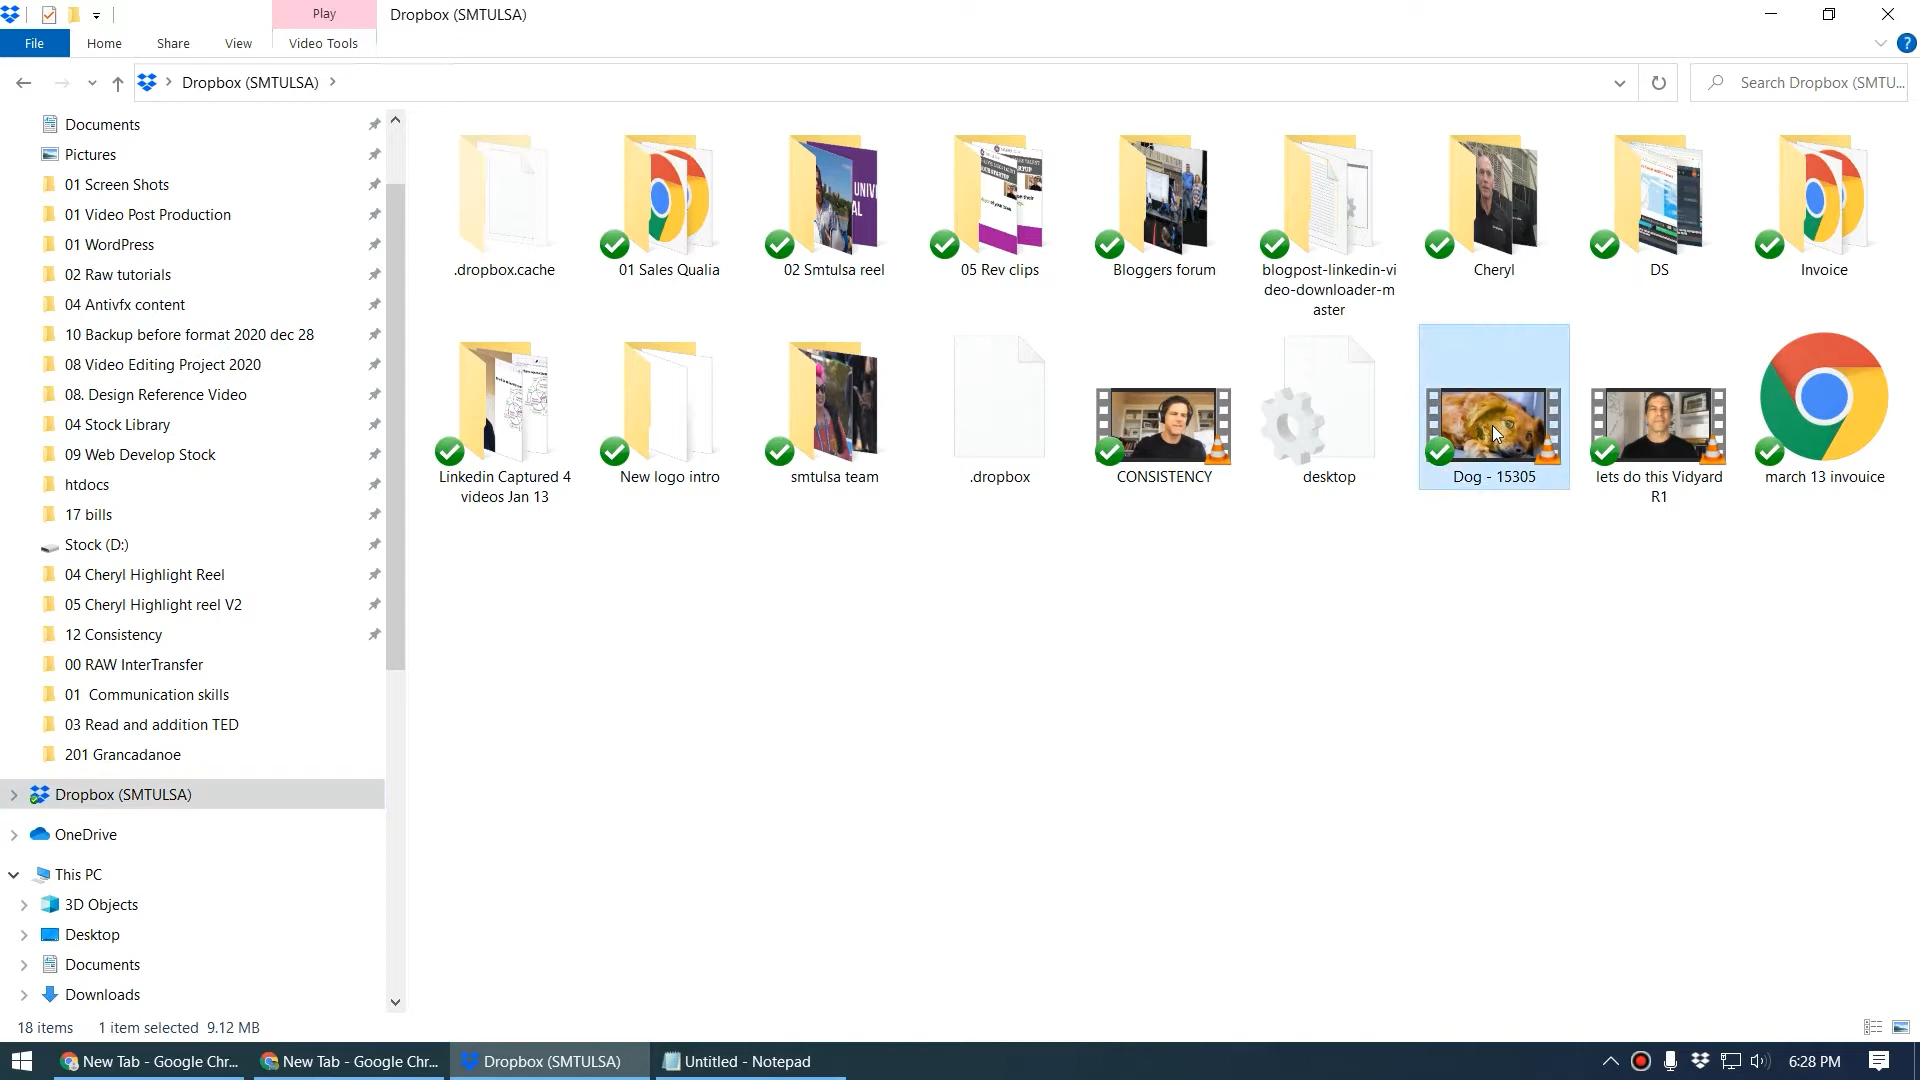 Play
Dropbox (SMTULSA)
File
Home
Share
View
Video Tools
Dropbox (SMTULSA)
Search Dropbox (SMTU...
Documents
Pictures
01 Screen Shots
01 Video Post Production
01 WordPress
02 Raw tutorials
04 Antivfx content
10 Backup before format 2020 dec 28
08 Video Editing Project 2020
08. Design Reference Video
04 Stock Library
09 Web Develop Stock
htdocs
17 bills
Stock (D:)
04 Cheryl Highlight Reel
05 Cheryl Highlight reel V2
12 Consistency
00 RAW InterTransfer
01  Communication skills
03 Read and addition TED
201 Grancadanoe
Dropbox (SMTULSA)
OneDrive
This PC
3D Objects
Desktop
Documents
Downloads
.dropbox.cache
01 Sales Qualia
02 Smtulsa reel
05 Rev clips
Bloggers forum
blogpost-linkedin-vi
deo-downloader-m
aster
Cheryl
DS
Invoice
Linkedin Captured 4
videos Jan 13
New logo intro
smtulsa team
.dropbox
CONSISTENCY
desktop
Dog - 15305
lets do this Vidyard
R1
march 13 invouice
18 items
1 item selected 9.12 MB
New Tab - Google Chr...
New Tab - Google Chr...
Dropbox (SMTULSA)
Untitled - Notepad
6:28 PM